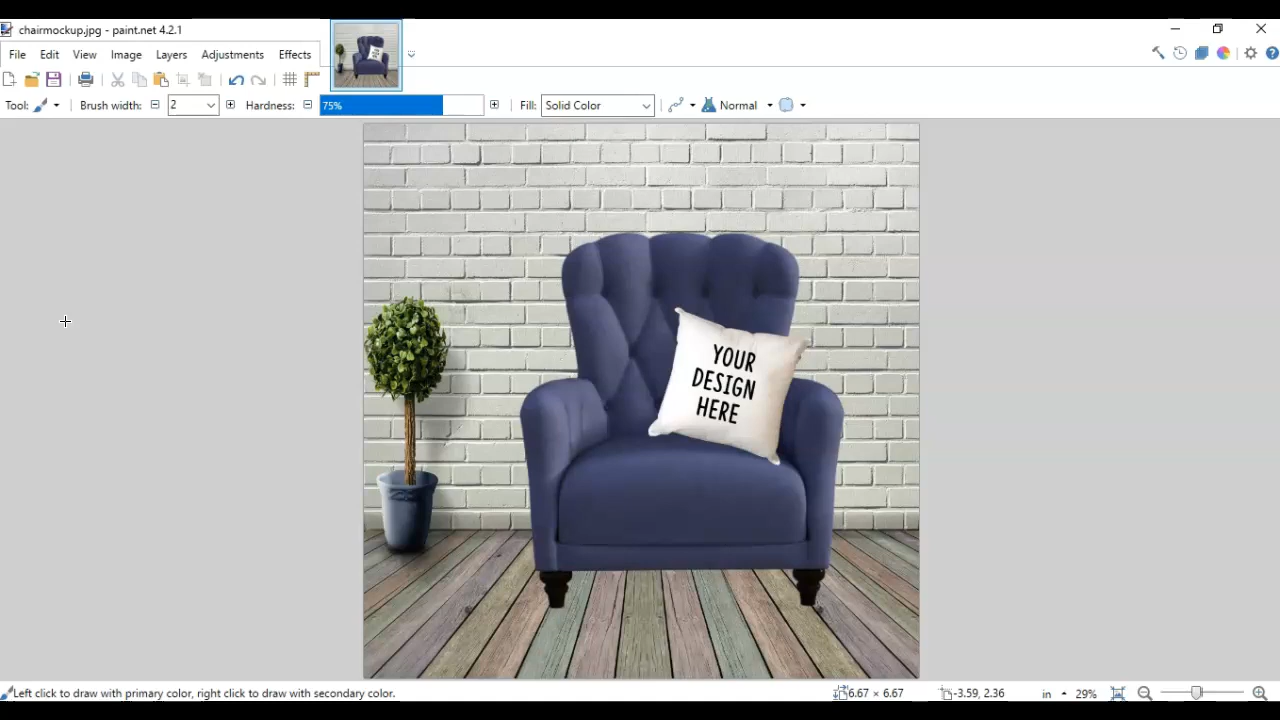 chairmockup.jpg - paint.net 4.2.1
File Edit View Image Layers Adjustments Effects
Tool: Brush width: 2 Hardness: 75% Fill: Solid Color Normal
YOUR
DESIGN
HERE
Left click to draw with primary color, right click to draw with secondary color. 6.67 × 6.67 -3.59, 2.36 in 29%